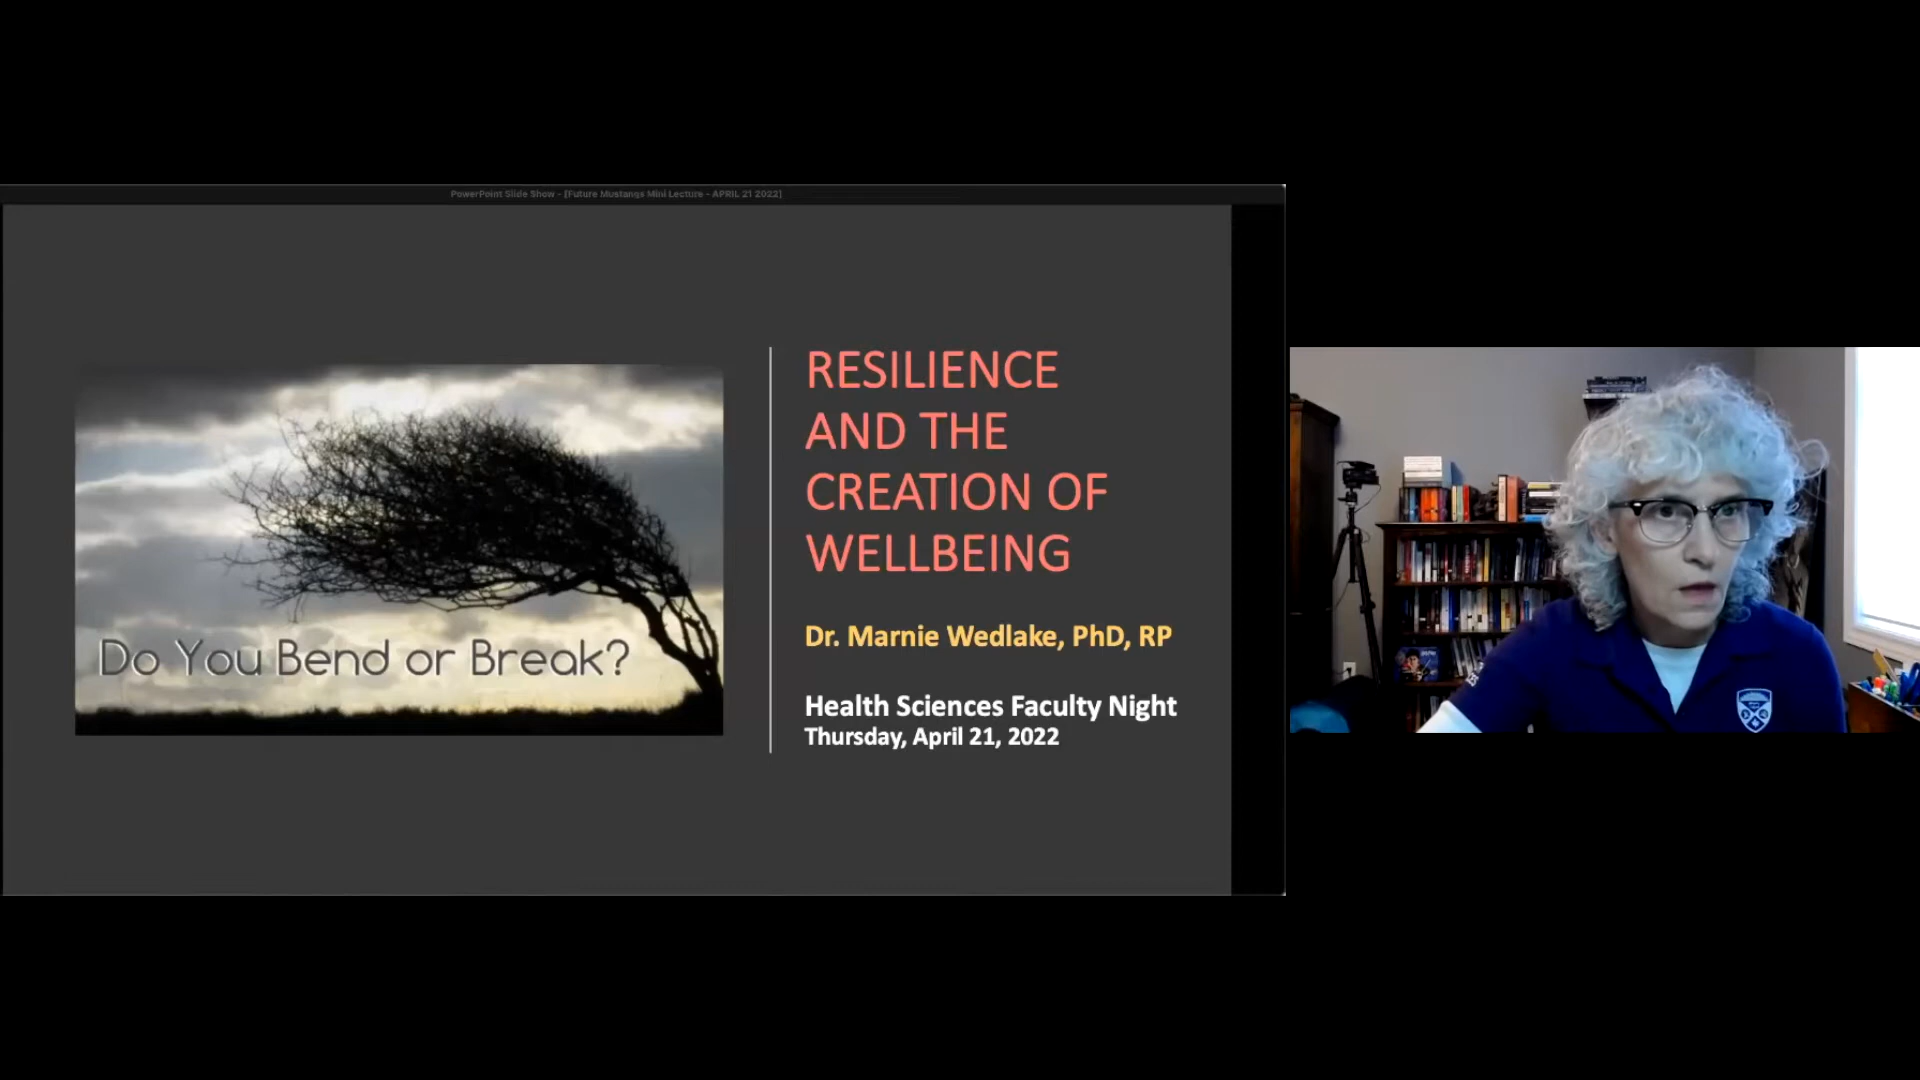 PowerPoint Slide Show - [Future Mustangs Mini Lecture - APRIL 21 2022]
RESILIENCE
AND THE
CREATION OF
WELLBEING
Do You Bend or Break?
Dr. Marnie Wedlake, PhD, RP
Health Sciences Faculty Night
Thursday, April 21, 2022